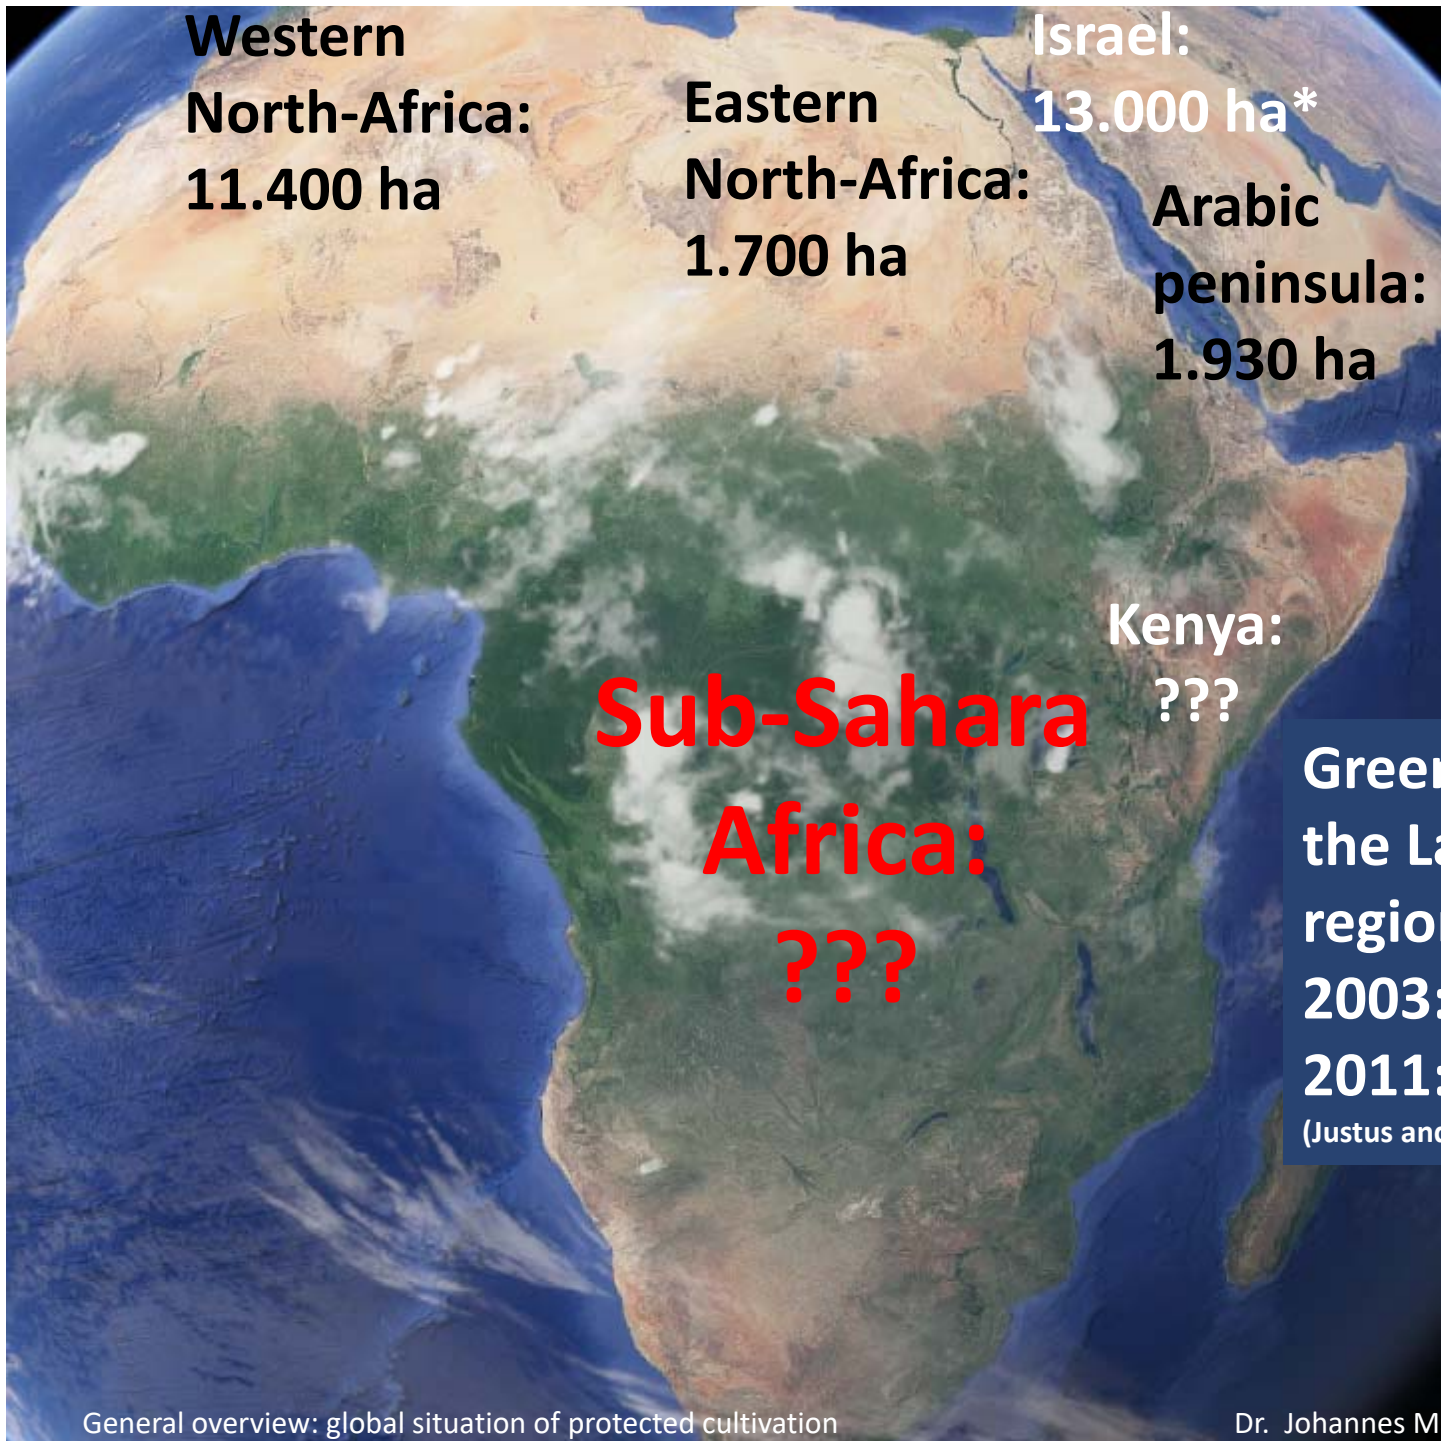 Western
North-Africa:
11.400 ha
Eastern
North-Africa:
1.700 ha
Israel:
13.000 ha*
Arabic
peninsula:
1.930 ha
Kenya:
???
Sub-Sahara
Africa:
???
the
2003:
2011:
(Justus
General overview: global situation of protected cultivation
Dr. Johannes M